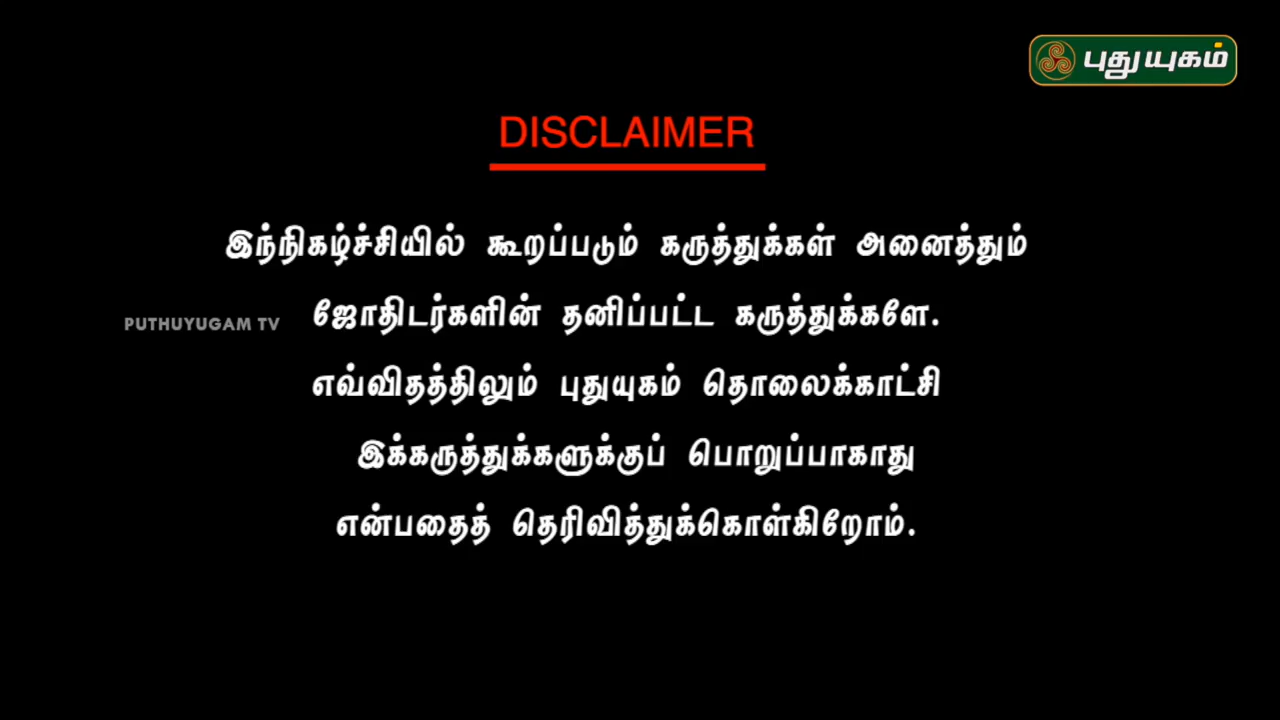 புதுயுகம்
DISCLAIMER
இந்நிகழ்ச்சியில் கூறப்படும் கருத்துக்கள் அனைத்தும்
PUTHUYUGAM TV
ஜோதிடர்களின் தனிப்பட்ட கருத்துக்களே.
எவ்விதத்திலும் புதுயுகம் தொலைக்காட்சி
இக்கருத்துக்களுக்குப் பொறுப்பாகாது
என்பதைத் தெரிவித்துக்கொள்கிறோம்.